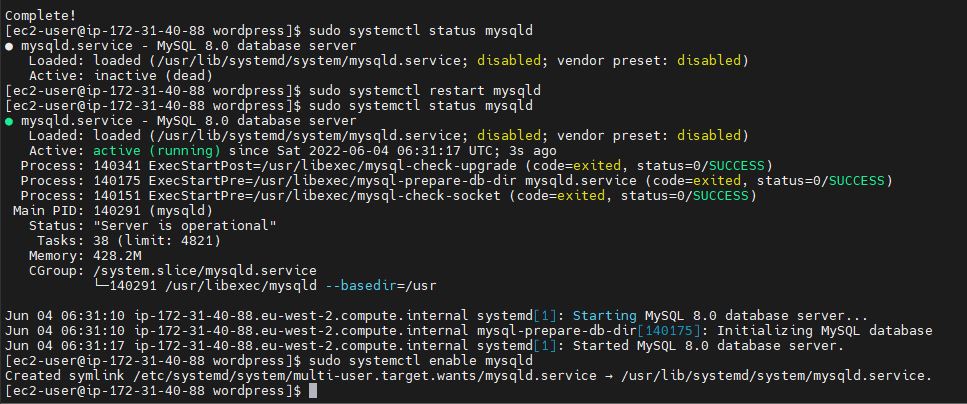 Complete!
[ec2-user@ip-172-31-40-88 wordpress]$ sudo systemctl status mysqld
● mysqld.service - MySQL 8.0 database server
   Loaded: loaded (/usr/lib/systemd/system/mysqld.service; disabled; vendor preset: disabled)
   Active: inactive (dead)
[ec2-user@ip-172-31-40-88 wordpress]$ sudo systemctl restart mysqld
[ec2-user@ip-172-31-40-88 wordpress]$ sudo systemctl status mysqld
● mysqld.service - MySQL 8.0 database server
   Loaded: loaded (/usr/lib/systemd/system/mysqld.service; disabled; vendor preset: disabled)
   Active: active (running) since Sat 2022-06-04 06:31:17 UTC; 3s ago
  Process: 140341 ExecStartPost=/usr/libexec/mysql-check-upgrade (code=exited, status=0/SUCCESS)
  Process: 140175 ExecStartPre=/usr/libexec/mysql-prepare-db-dir mysqld.service (code=exited, status=0/SUCCESS)
  Process: 140151 ExecStartPre=/usr/libexec/mysql-check-socket (code=exited, status=0/SUCCESS)
 Main PID: 140291 (mysqld)
   Status: "Server is operational"
    Tasks: 38 (limit: 4821)
   Memory: 428.2M
   CGroup: /system.slice/mysqld.service
           └─140291 /usr/libexec/mysqld --basedir=/usr
Jun 04 06:31:10 ip-172-31-40-88.eu-west-2.compute.internal systemd[1]: Starting MySQL 8.0 database server...
Jun 04 06:31:10 ip-172-31-40-88.eu-west-2.compute.internal mysql-prepare-db-dir[140175]: Initializing MySQL database
Jun 04 06:31:17 ip-172-31-40-88.eu-west-2.compute.internal systemd[1]: Started MySQL 8.0 database server.
[ec2-user@ip-172-31-40-88 wordpress]$ sudo systemctl enable mysqld
Created symlink /etc/systemd/system/multi-user.target.wants/mysqld.service → /usr/lib/systemd/system/mysqld.service.
[ec2-user@ip-172-31-40-88 wordpress]$